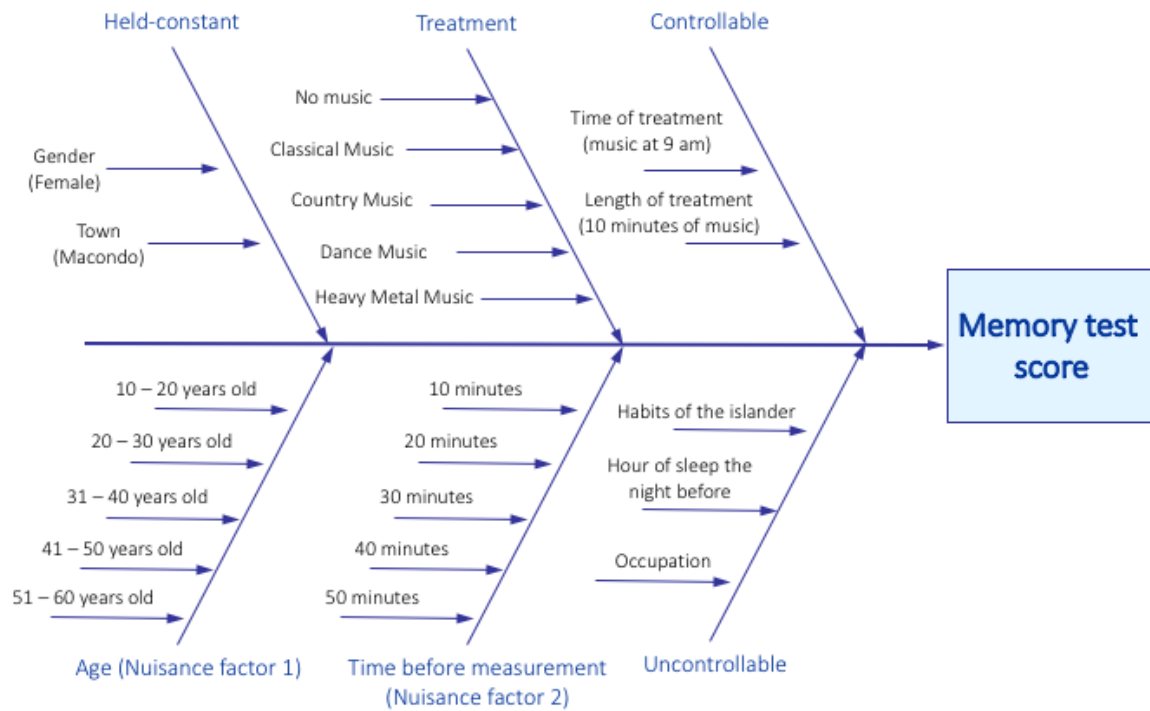 Held-constant
Treatment
Controllable
No music
Classical Music
Country Music
Dance Music
Heavy Metal Music
Gender
(Female)
Town
(Macondo)
Time of treatment
(music at 9 am)
Length of treatment
(10 minutes of music)
Memory test
score
10 – 20 years old
20 – 30 years old
31 – 40 years old
41 – 50 years old
51 – 60 years old
10 minutes
20 minutes
30 minutes
40 minutes
50 minutes
Habits of the islander
Hour of sleep the
night before
Occupation
Age (Nuisance factor 1)
Time before measurement
(Nuisance factor 2)
Uncontrollable